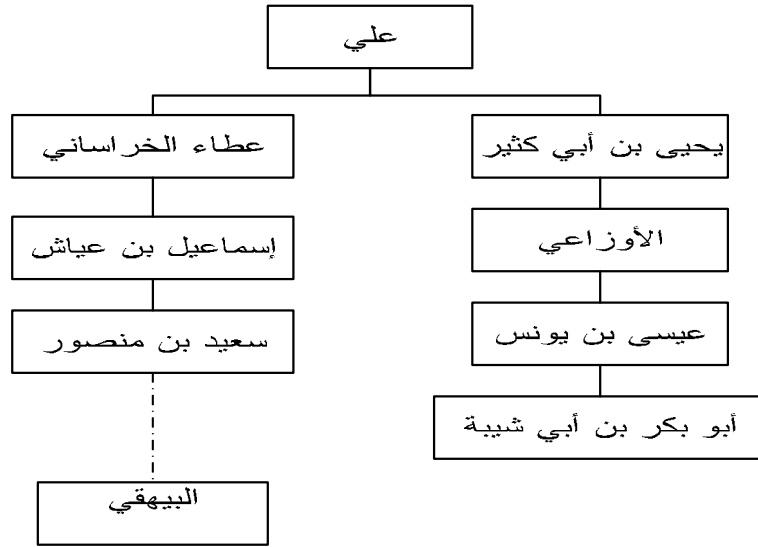 علي
يحيى بن أبي كثير
عطاء الخراساني
الأوزاعي
إسماعيل بن عياش
عيسى بن يونس
سعيد بن منصور
أبو بكر بن أبي شيبة
البيهقي